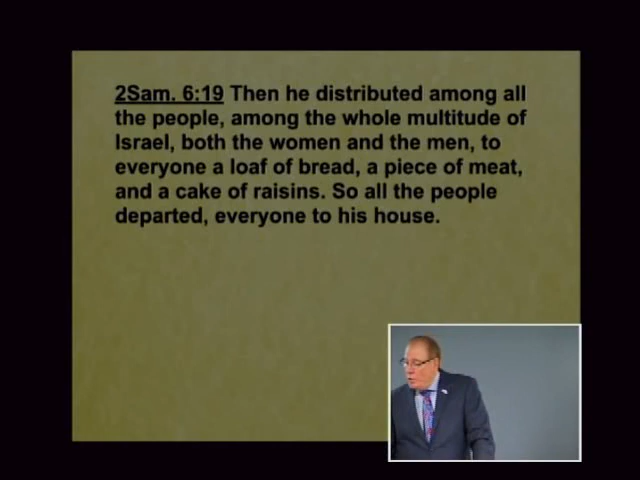 2Sam. 6:19 Then he distributed among all
the people, among the whole multitude of
Israel, both the women and the men, to
everyone a loaf of bread, a piece of meat,
and a cake of raisins. So all the people
departed, everyone to his house.